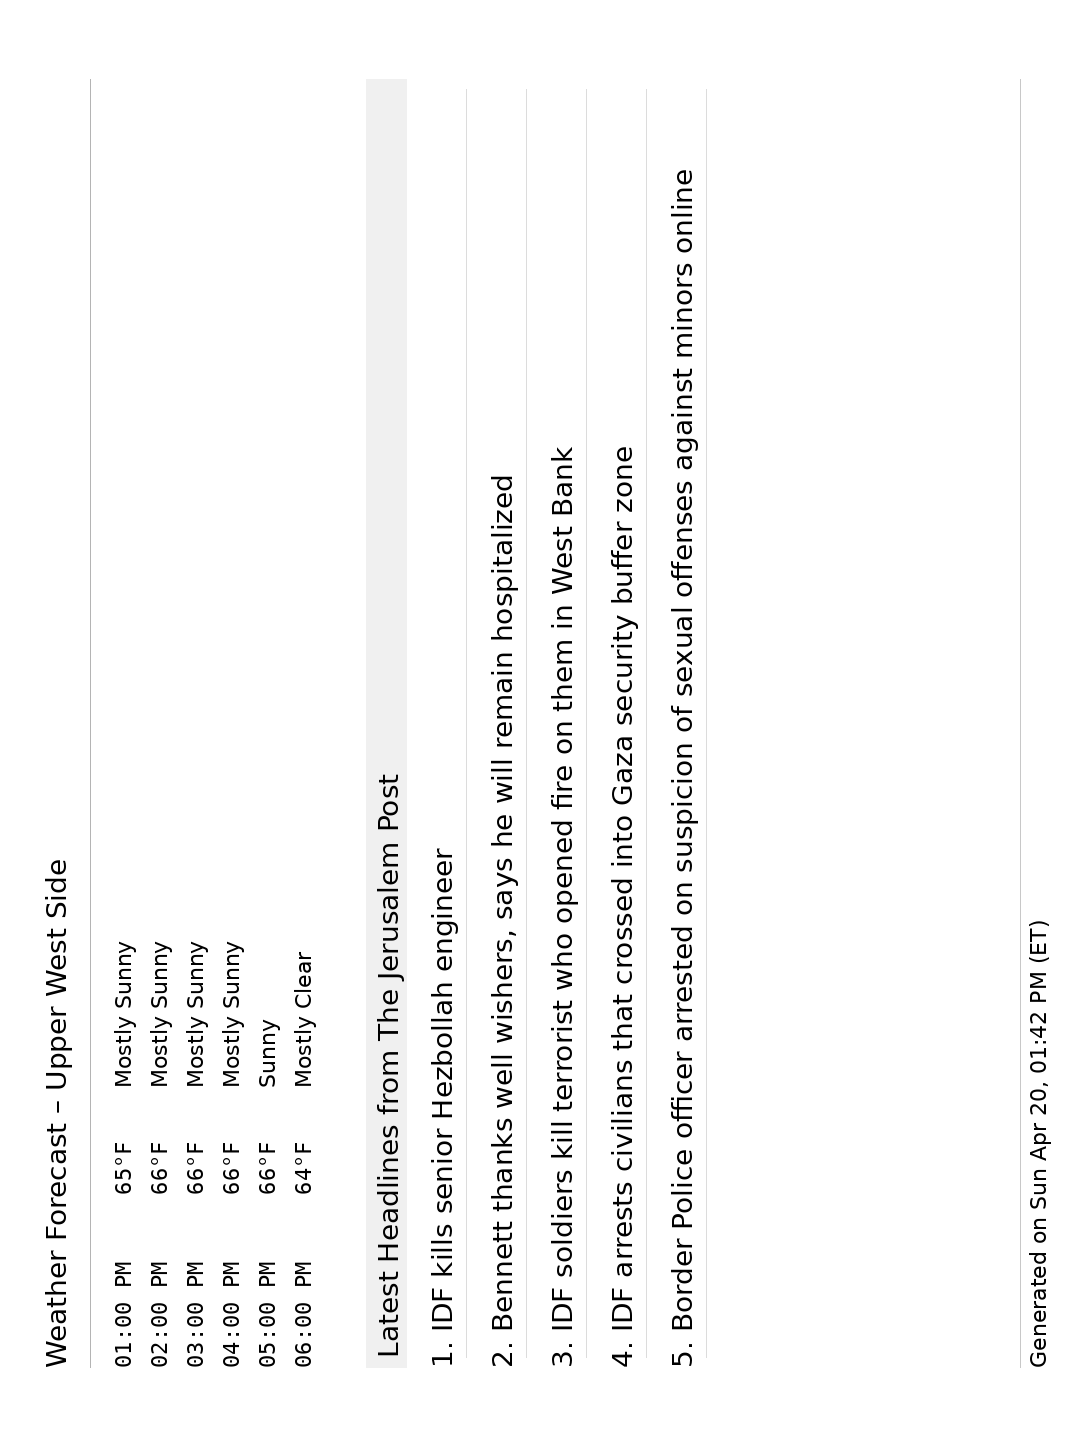 Weather Forecast – Upper West Side
01:00 PM 65°F Mostly Sunny
02:00 PM 66°F Mostly Sunny
03:00 PM 66°F Mostly Sunny
04:00 PM 66°F Mostly Sunny
05:00 PM 66°F Sunny
06:00 PM 64°F Mostly Clear
Latest Headlines from The Jerusalem Post
1. IDF kills senior Hezbollah engineer
2. Bennett thanks well wishers, says he will remain hospitalized
3. IDF soldiers kill terrorist who opened fire on them in West Bank
4. IDF arrests civilians that crossed into Gaza security buffer zone
5. Border Police officer arrested on suspicion of sexual offenses against minors online
Generated on Sun Apr 20, 01:42 PM (ET)